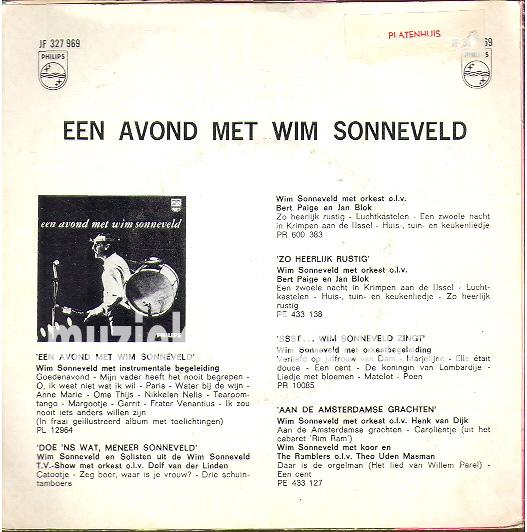 JF 327 969
PHILIPS
PLATENHUIS
69
PHILIPS
EEN AVOND MET WIM SONNEVELD
een avond met wim sonneveld
PHILIPS
muziek
'EEN AVOND MET WIM SONNEVELD'
Wim Sonneveld met instrumentale begeleiding
Goedenavond - Mijn vader heeft het nooit begrepen -
O, ik weet niet wat ik wil - Paris - Water bij de wijn -
Anne Marie - Ome Thijs - Nikkelen Nelis - Tearoom-
tango - Margootje - Gerrit - Frater Venantius - Ik zou
nooit iets anders willen zijn
(In fraai geïllustreerd album met toelichtingen)
PL 12964
'DOE 'NS WAT, MENEER SONNEVELD'
Wim Sonneveld en Solisten uit de Wim Sonneveld
T.V.-Show met orkest o.l.v. Dolf van der Linden
Catootje - Zeg boer, waar is je vrouw? - Drie schuin-
tamboers
Wim Sonneveld met orkest o.l.v.
Bert Paige en Jan Blok
Zo heerlijk rustig - Luchtkastelen - Een zwoele nacht
in Krimpen aan de IJssel - Huis-, tuin- en keukenliedje
PR 600 383
'ZO HEERLIJK RUSTIG'
Wim Sonneveld met orkest o.l.v.
Bert Paige en Jan Blok
Een zwoele nacht in Krimpen aan de IJssel - Lucht-
kastelen - Huis-, tuin- en keukenliedje - Zo heerlijk
rustig
PE 433 138
'SSST... WIM SONNEVELD ZINGT'
Wim Sonneveld met orkestbegeleiding
Verliefd op juffrouw van Dam - Marjolijne - Elle était
douce - Een cent - De koningin van Lombardije -
Liedje met bloemen - Matelot - Poen
PR 10085
'AAN DE AMSTERDAMSE GRACHTEN'
Wim Sonneveld met orkest o.l.v. Henk van Dijk
Aan de Amsterdamse grachten - Carolientje (uit het
cabaret 'Rim Ram')
Wim Sonneveld met koor en
The Ramblers o.l.v. Theo Uden Masman
Daar is de orgelman (Het lied van Willem Parel) -
Een cent
PE 433 127